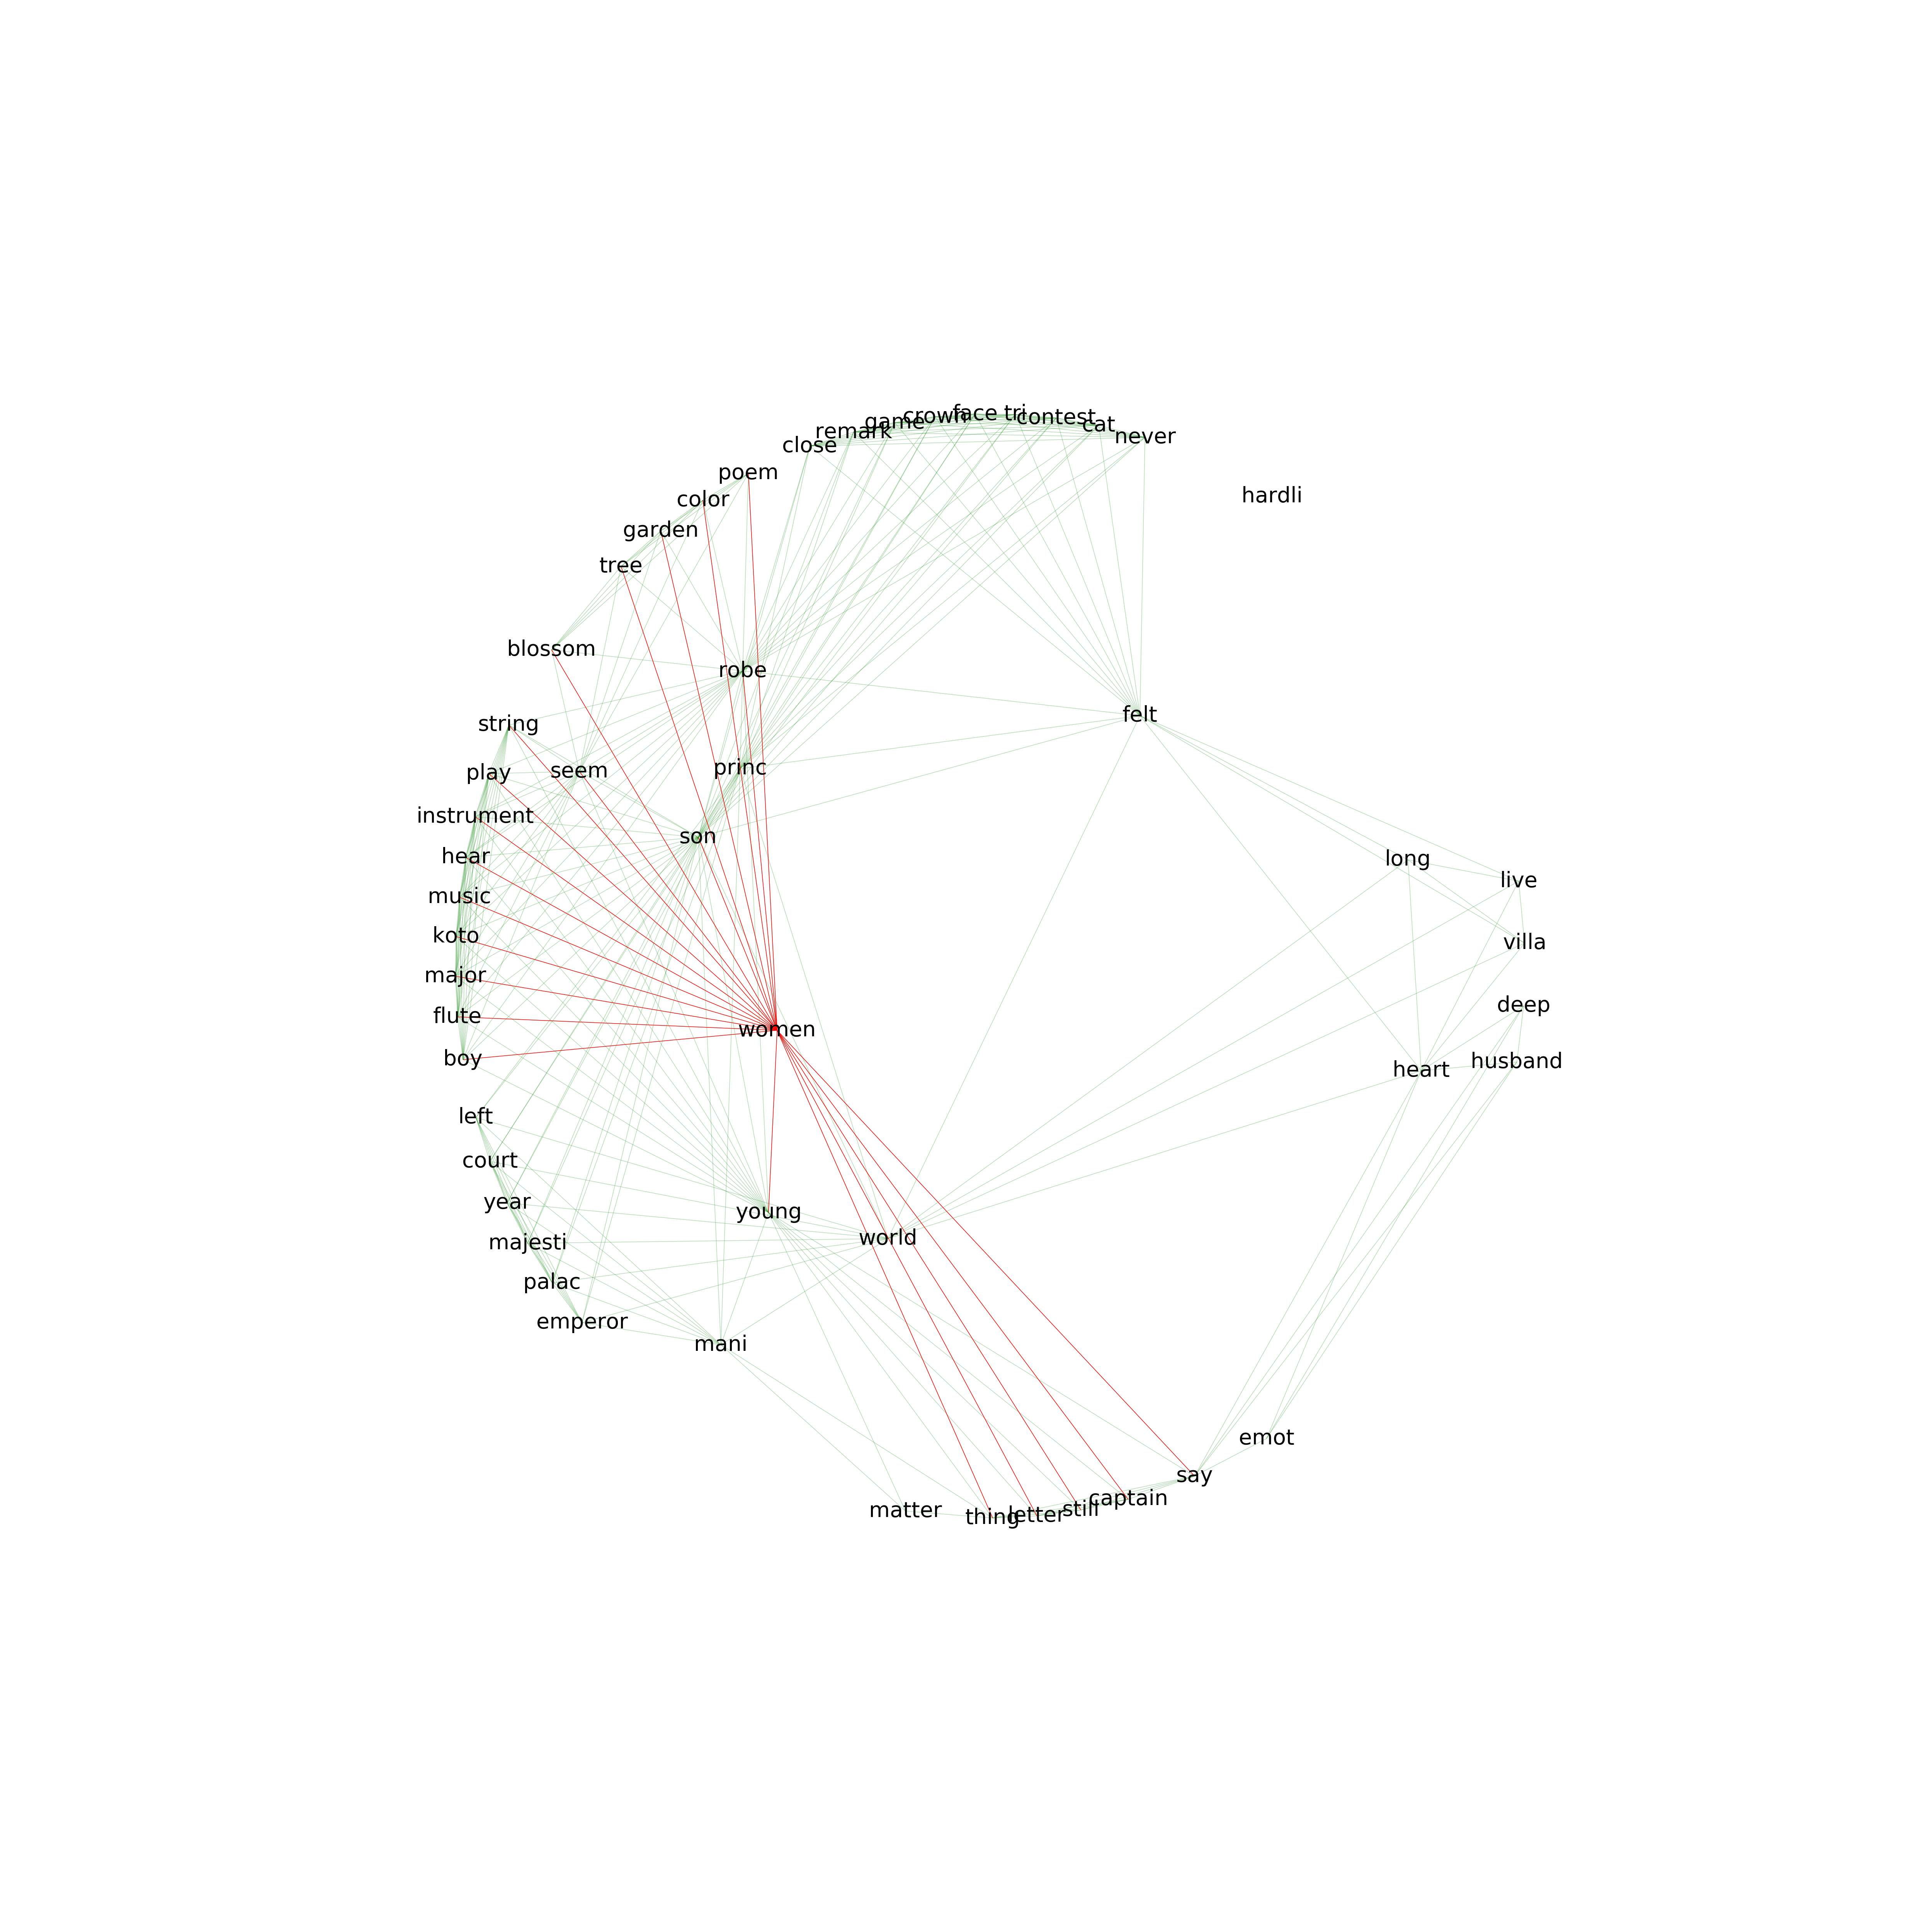 face
tri
crown
contest
game
cat
remark
never
close
poem
hardli
color
garden
tree
blossom
robe
felt
string
princ
seem
play
instrument
son
hear
long
live
music
koto
villa
major
deep
flute
women
boy
husband
heart
left
court
year
young
world
majesti
palac
emperor
mani
emot
say
captain
still
matter
letter
thing